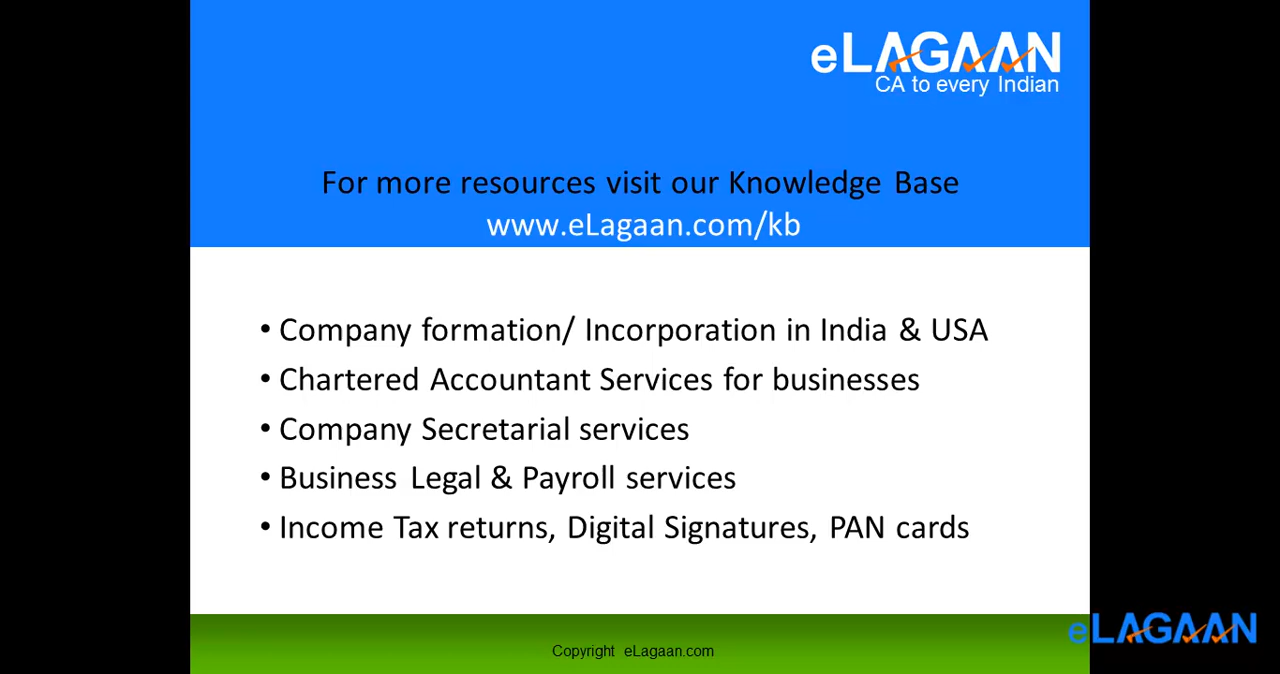 eLAGAAN
CA to every Indian
For more resources visit our Knowledge Base
www.eLagaan.com/kb
• Company formation/ Incorporation in India & USA
• Chartered Accountant Services for businesses
• Company Secretarial services
• Business Legal & Payroll services
• Income Tax returns, Digital Signatures, PAN cards
eLAGAAN
Copyright eLagaan.com